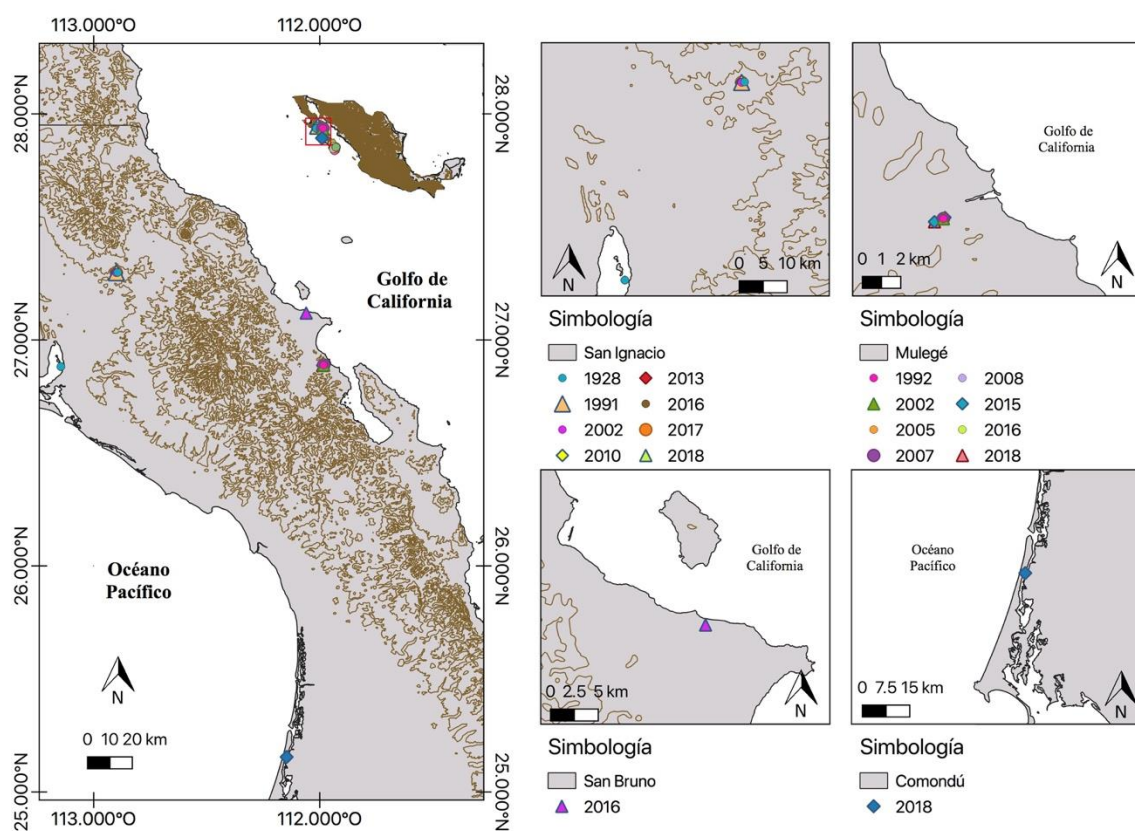 113.000°O
112.000°O
28.000°N
28.000°N
27.000°N
27.000°N
26.000°N
26.000°N
25.000°N
25.000°N
113.000°O
112.000°O
Golfo de
California
Océano
Pacífico
N
0 10 20 km
N
0 5 10 km
Simbología
San Ignacio
1928
2013
1991
2016
2002
2017
2010
2018
Golfo de
California
0 1 2 km
N
Simbología
Mulegé
1992
2008
2002
2015
2005
2016
2007
2018
Golfo de
California
0 2.5 5 km
N
Simbología
San Bruno
2016
Océano
Pacífico
0 7.5 15 km
N
Simbología
Comondú
2018